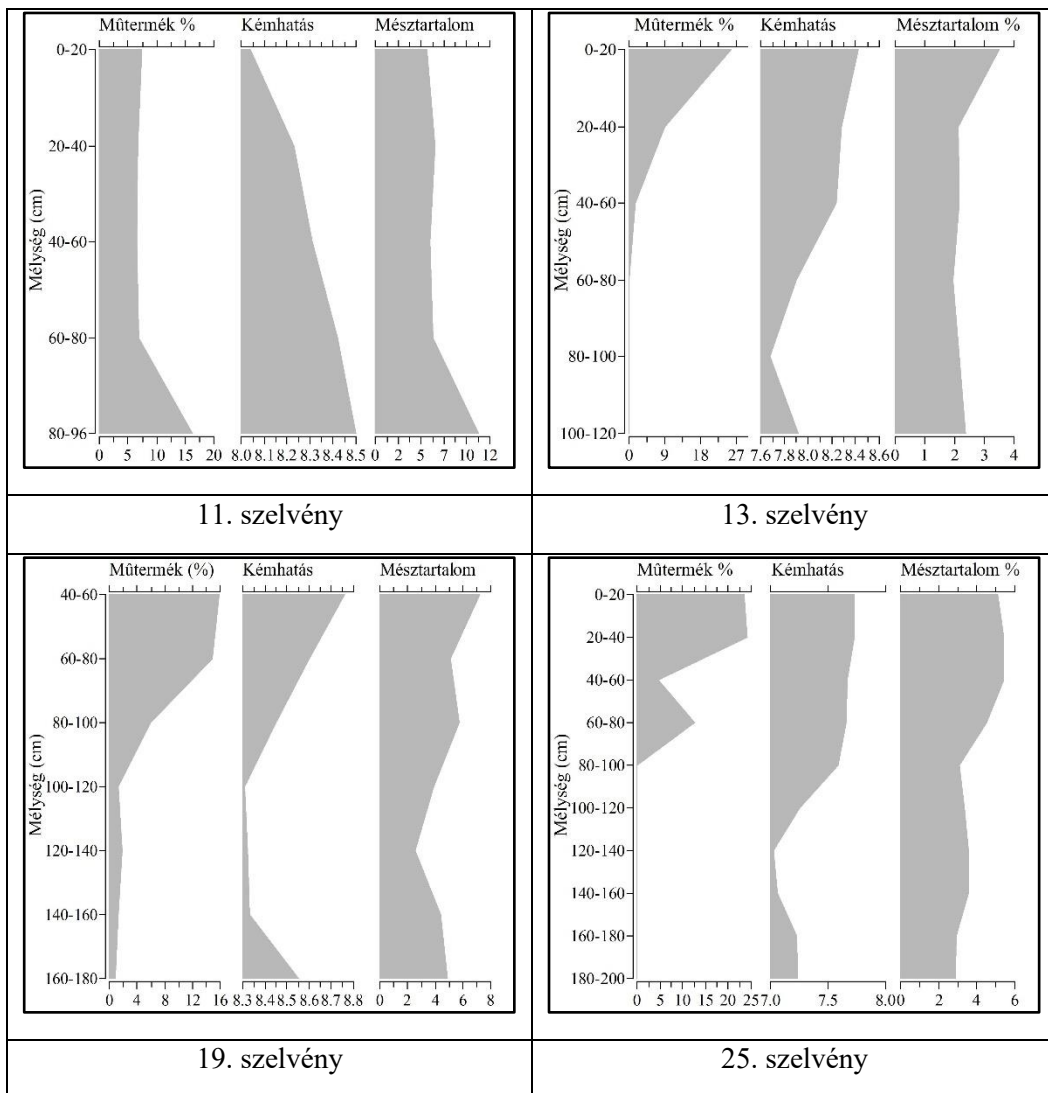 Mûtermék % Kémhatás Mésztartalom
0-20
20-40
40-60
60-80
80-96
Mélység (cm)
0 5 10 15 20 8.0 8.1 8.2 8.3 8.4 8.5 0 2 5 7 10 12
11. szelvény
Mûtermék % Kémhatás Mésztartalom %
0-20
20-40
40-60
60-80
80-100
100-120
Mélység (cm)
0 9 18 27 7.6 7.8 8.0 8.2 8.4 8.6 0 1 2 3 4
13. szelvény
Mûtermék (%) Kémhatás Mésztartalom
40-60
60-80
80-100
100-120
120-140
140-160
160-180
Mélység (cm)
0 4 8 12 16 8.3 8.4 8.5 8.6 8.7 8.8 0 2 4 6 8
19. szelvény
Mûtermék % Kémhatás Mésztartalom %
0-20
20-40
40-60
60-80
80-100
100-120
120-140
140-160
160-180
180-200
Mélység (cm)
0 5 10 15 20 25 7.0 7.5 8.0 0 2 4 6
25. szelvény